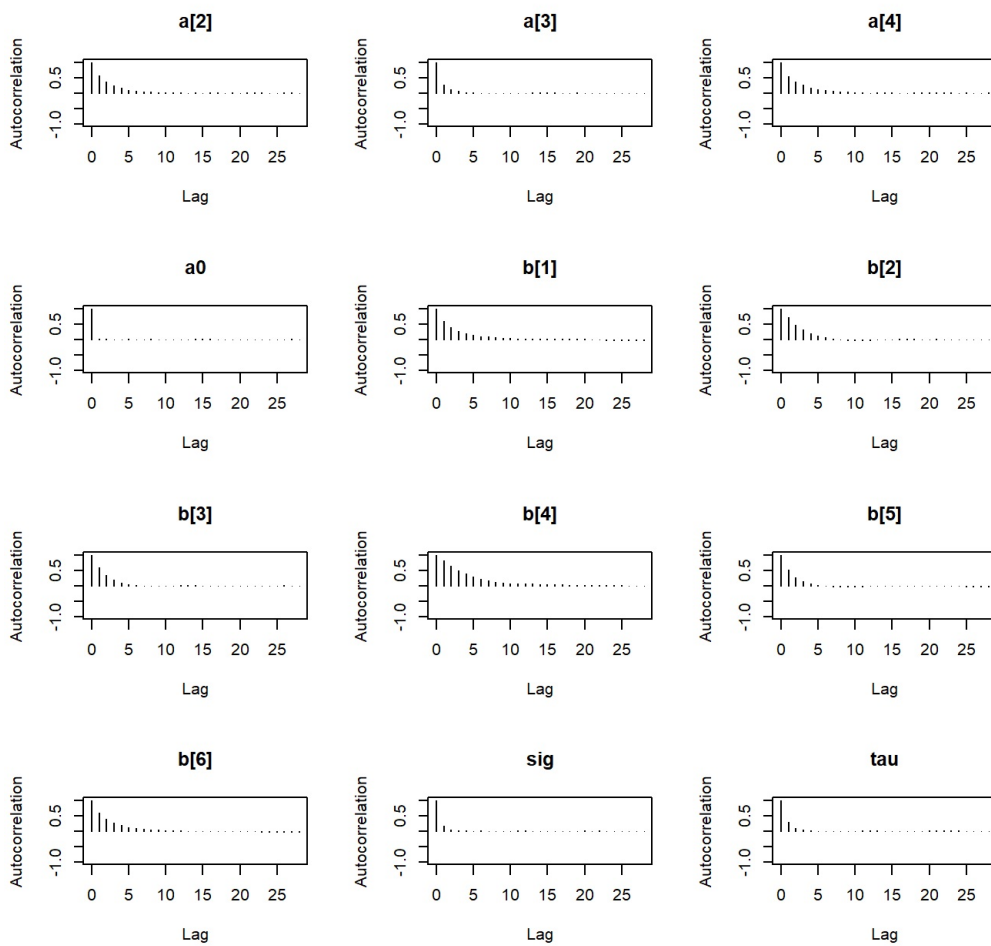 a[2] a[3] a[4]
Autocorrelation Autocorrelation Autocorrelation
0.5 0.5 0.5
-1.0 -1.0 -1.0
0 5 10 15 20 25 0 5 10 15 20 25 0 5 10 15 20 25
Lag Lag Lag
a0 b[1] b[2]
Autocorrelation Autocorrelation Autocorrelation
0.5 0.5 0.5
-1.0 -1.0 -1.0
0 5 10 15 20 25 0 5 10 15 20 25 0 5 10 15 20 25
Lag Lag Lag
b[3] b[4] b[5]
Autocorrelation Autocorrelation Autocorrelation
0.5 0.5 0.5
-1.0 -1.0 -1.0
0 5 10 15 20 25 0 5 10 15 20 25 0 5 10 15 20 25
Lag Lag Lag
b[6] sig tau
Autocorrelation Autocorrelation Autocorrelation
0.5 0.5 0.5
-1.0 -1.0 -1.0
0 5 10 15 20 25 0 5 10 15 20 25 0 5 10 15 20 25
Lag Lag Lag